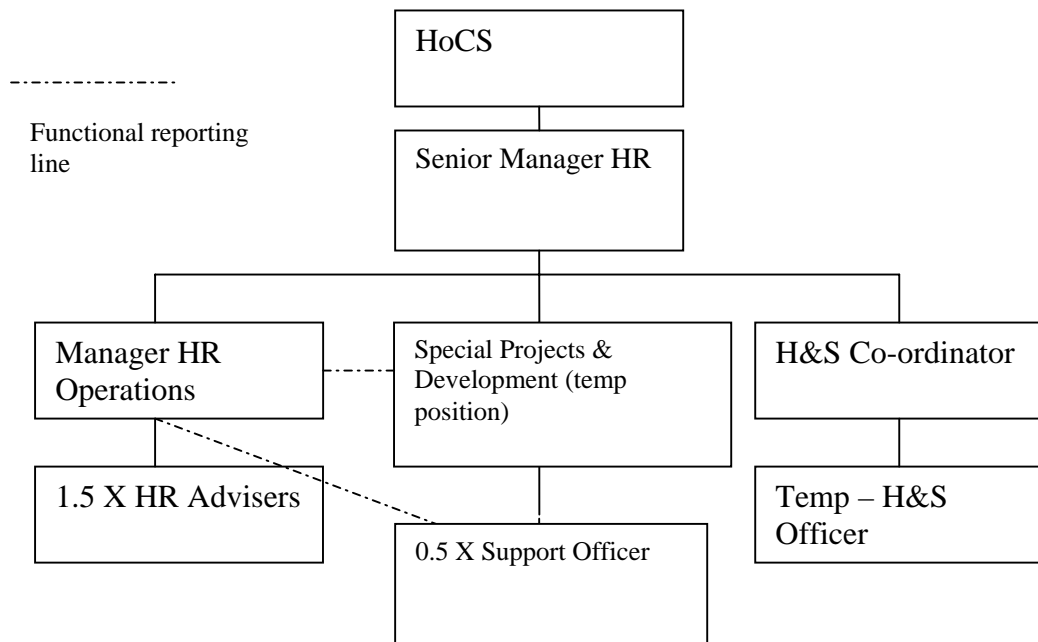 HoCS
Functional reporting
line
Senior Manager HR
Manager HR
Operations
Special Projects &
Development (temp
position)
H&S Co-ordinator
1.5 X HR Advisers
0.5 X Support Officer
Temp – H&S
Officer